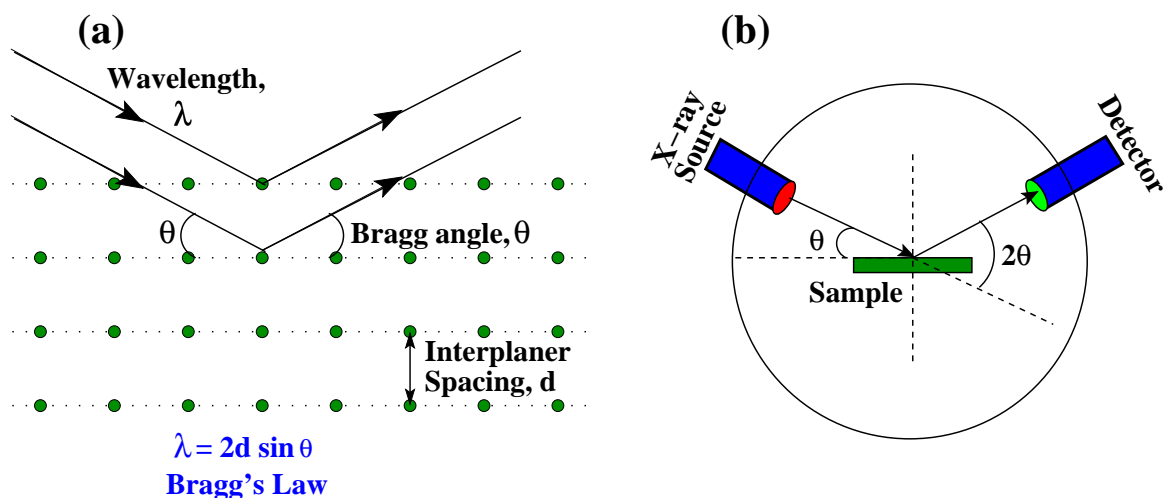 (a)
Wavelength,
λ
θ
Bragg angle, θ
Interplaner
Spacing, d
λ = 2d sin θ
Bragg's Law
(b)
X-ray
Source
Detector
θ
2θ
Sample